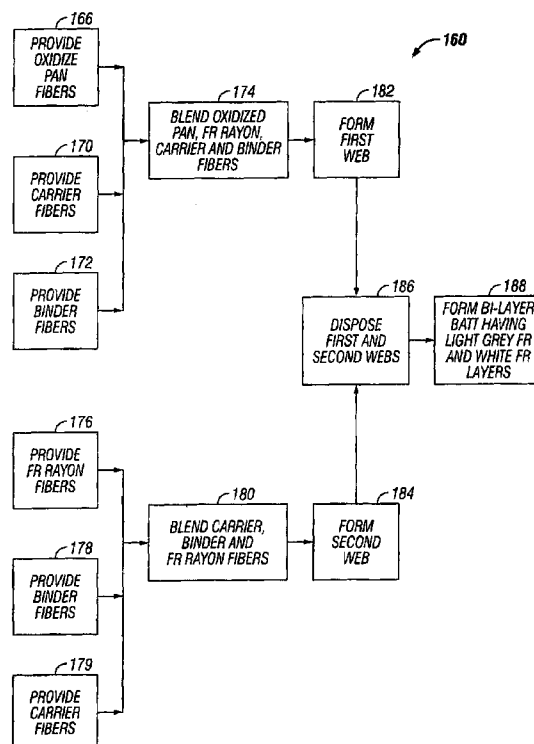 166
PROVIDE
OXIDIZE
PAN
FIBERS
160
174
BLEND OXIDIZED
PAN, FR RAYON,
CARRIER AND BINDER
FIBERS
182
FORM
FIRST
WEB
170
PROVIDE
CARRIER
FIBERS
172
PROVIDE
BINDER
FIBERS
186
DISPOSE
FIRST AND
SECOND WEBS
188
FORM BI-LAYER
BATT HAVING
LIGHT GREY FR
AND WHITE FR
LAYERS
176
PROVIDE
FR RAYON
FIBERS
180
BLEND CARRIER,
BINDER AND
FR RAYON FIBERS
184
FORM
SECOND
WEB
178
PROVIDE
BINDER
FIBERS
179
PROVIDE
CARRIER
FIBERS